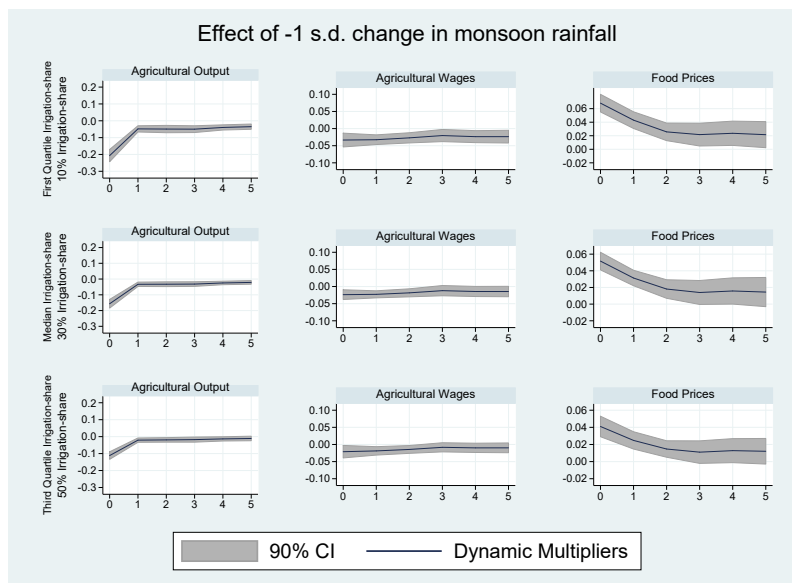 Effect of -1 s.d. change in monsoon rainfall
First Quartile Irrigation-share
10% Irrigation-share
Agricultural Output
0.2
0.1
0.0
-0.1
-0.2
-0.3
0 1 2 3 4 5
Agricultural Wages
0.10
0.05
0.00
-0.05
-0.10
0 1 2 3 4 5
Food Prices
0.06
0.04
0.02
0.00
-0.02
0 1 2 3 4 5
Median Irrigation-share
30% Irrigation-share
Agricultural Output
0.2
0.1
0.0
-0.1
-0.2
-0.3
0 1 2 3 4 5
Agricultural Wages
0.10
0.05
0.00
-0.05
-0.10
0 1 2 3 4 5
Food Prices
0.06
0.04
0.02
0.00
-0.02
0 1 2 3 4 5
Third Quartile Irrigation-share
50% Irrigation-share
Agricultural Output
0.2
0.1
0.0
-0.1
-0.2
-0.3
0 1 2 3 4 5
Agricultural Wages
0.10
0.05
0.00
-0.05
-0.10
0 1 2 3 4 5
Food Prices
0.06
0.04
0.02
0.00
-0.02
0 1 2 3 4 5
90% CI Dynamic Multipliers